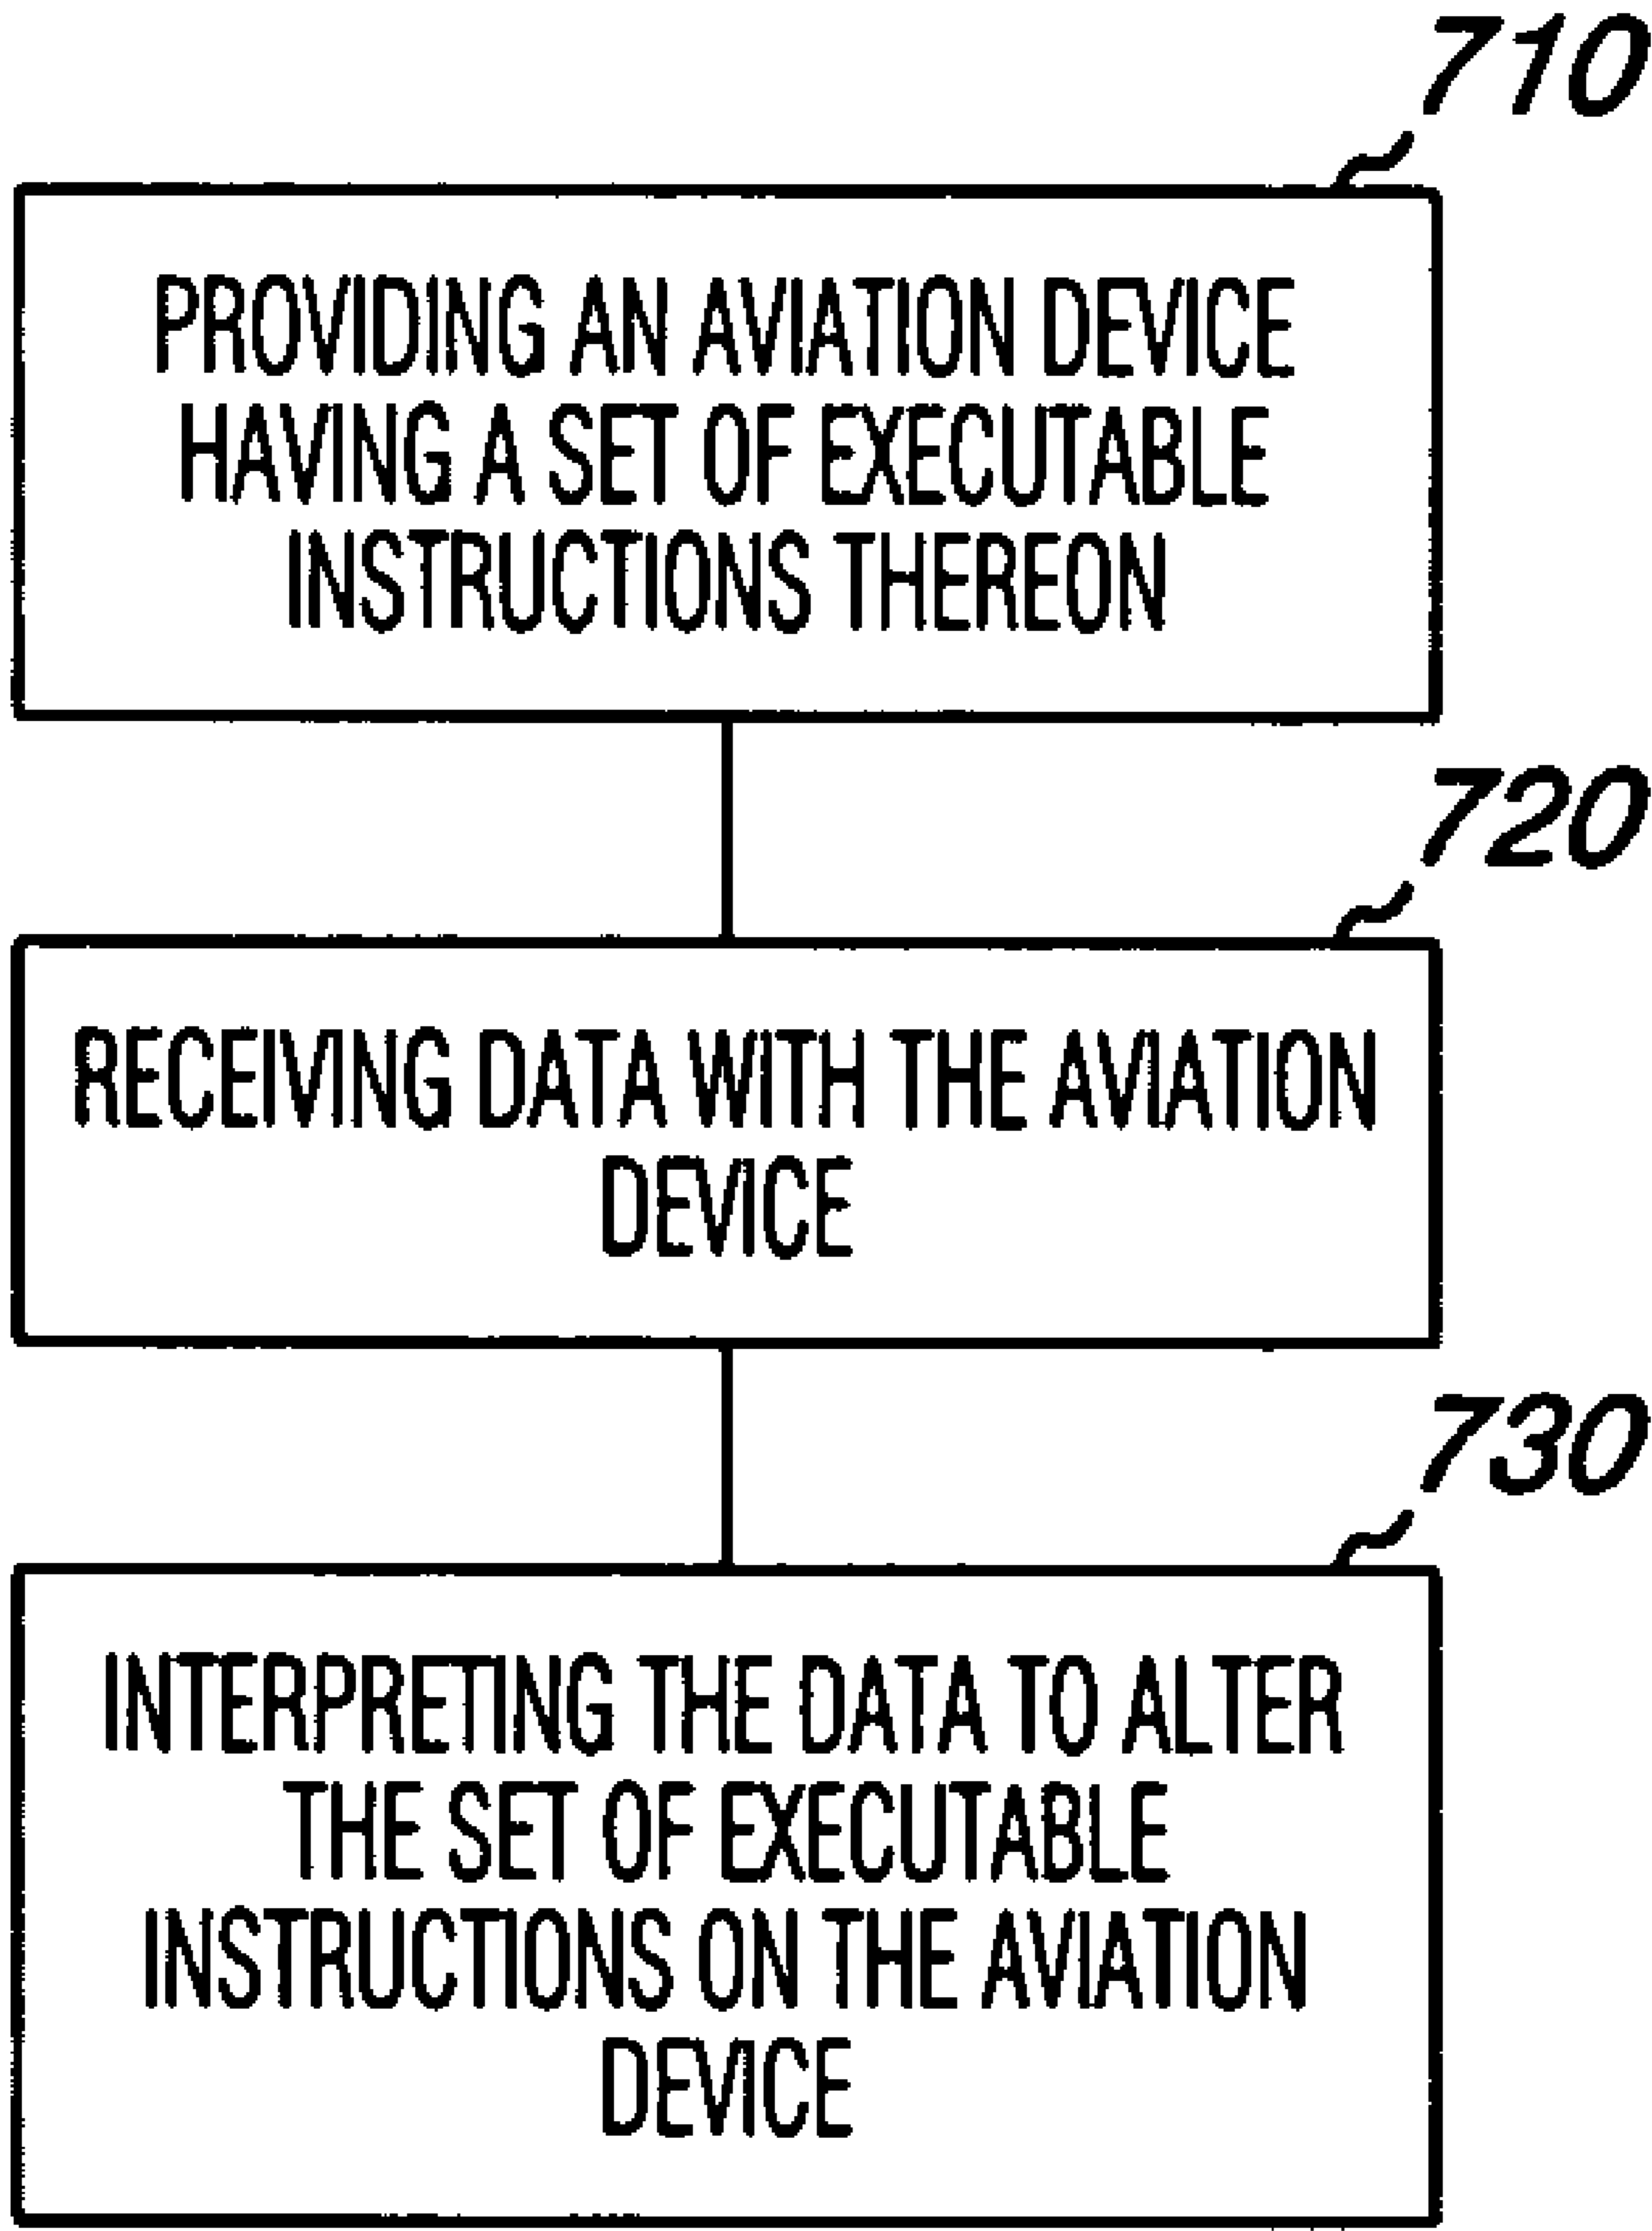 710
PROVIDING AN AVIATION DEVICE
HAVING A SET OF EXECUTABLE
INSTRUCTIONS THEREON
720
RECEIVING DATA WITH THE AVIATION
DEVICE
730
INTERPRETING THE DATA TO ALTER
THE SET OF EXECUTABLE
INSTRUCTIONS ON THE AVIATION
DEVICE